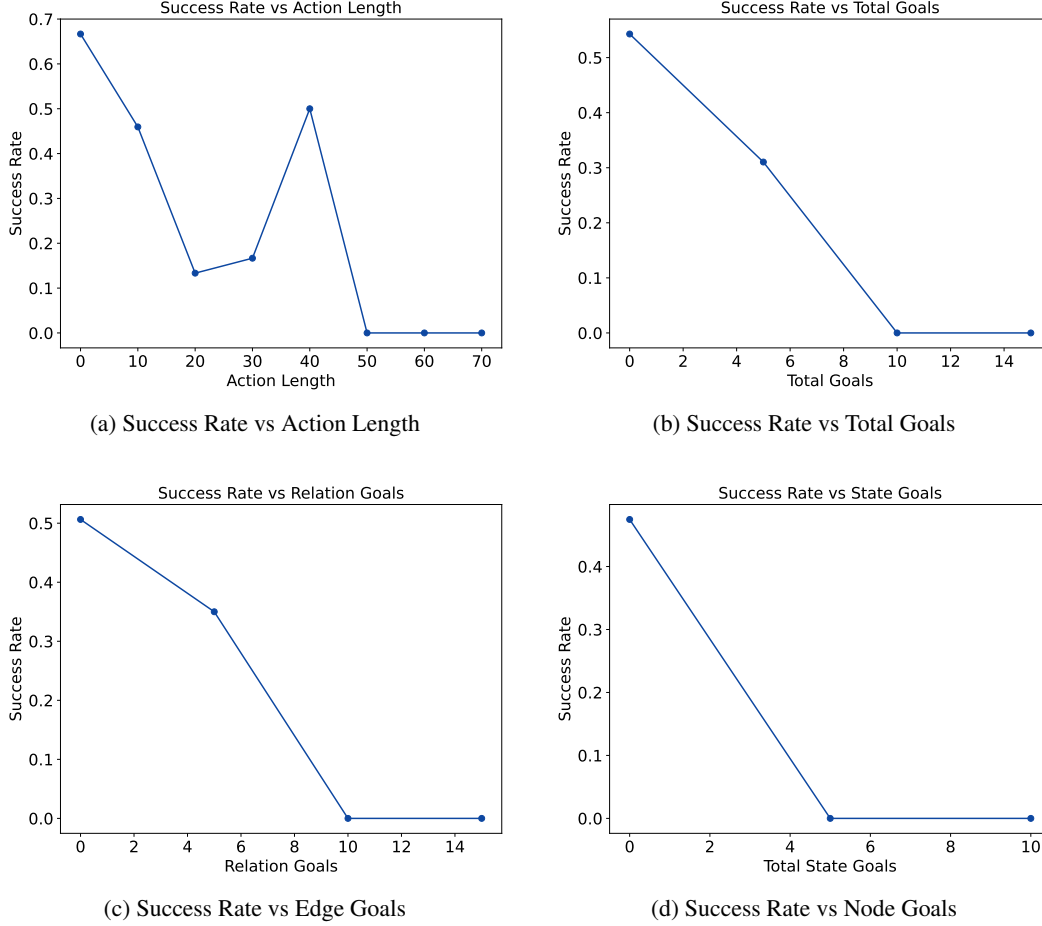 Success Rate vs Action Length
0.7
0.6
0.5
0.4
0.3
0.2
0.1
0.0
Success Rate
0 10 20 30 40 50 60 70
Action Length
(a) Success Rate vs Action Length
Success Rate vs Total Goals
0.5
0.4
0.3
0.2
0.1
0.0
Success Rate
0 2 4 6 8 10 12 14
Total Goals
(b) Success Rate vs Total Goals
Success Rate vs Relation Goals
0.5
0.4
0.3
0.2
0.1
0.0
Success Rate
0 2 4 6 8 10 12 14
Relation Goals
(c) Success Rate vs Edge Goals
Success Rate vs State Goals
0.4
0.3
0.2
0.1
0.0
Success Rate
0 2 4 6 8 10
Total State Goals
(d) Success Rate vs Node Goals